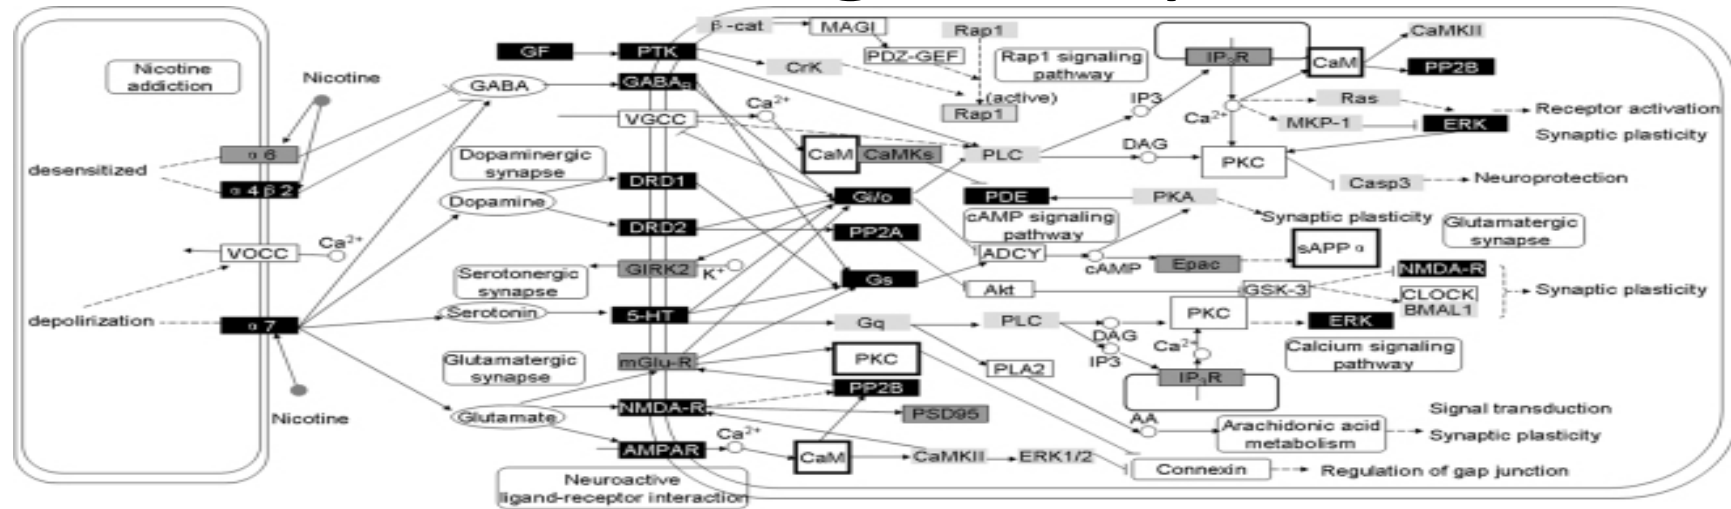 Nicotine
addiction
Nicotine
desensitized
α 6
α 4 β 2
VOCC
Ca2+
depolirization
α 7
Nicotine
GABA
Dopaminergic
synapse
Dopamine
Serotonergic
synapse
Serotonin
Glutamatergic
synapse
Glutamate
Neuroactive
ligand-receptor interaction
GF
PTK
GABAB
VGCC
DRD1
DRD2
GIRK2
K+
5-HT
mGlu-R
NMDA-R
AMPAR
Ca2+
β-cat
MAGI
PDZ-GEF
CrK
Rap1
(active)
Rap1
Rap1 signaling
pathway
Ca2+
CaM
CaMKs
PLC
Gi/o
PP2A
Gs
Gq
PKC
PP2B
PSD95
CaM
CaMKII
ERK1/2
IP3
DAG
IP3R
Ca2+
CaM
CaMKII
PP2B
Ras
MKP-1
ERK
Receptor activation
Synaptic plasticity
PKC
Casp3
Neuroprotection
PDE
PKA
Synaptic plasticity
cAMP signaling
pathway
ADCY
cAMP
Epac
sAPP α
Glutamatergic
synapse
Akt
GSK-3
NMDA-R
CLOCK
BMAL1
Synaptic plasticity
PLC
DAG
IP3
PKC
ERK
Ca2+
IP3R
Calcium signaling
pathway
PLA2
AA
Arachidonic acid
metabolism
Signal transduction
Synaptic plasticity
Connexin
Regulation of gap junction